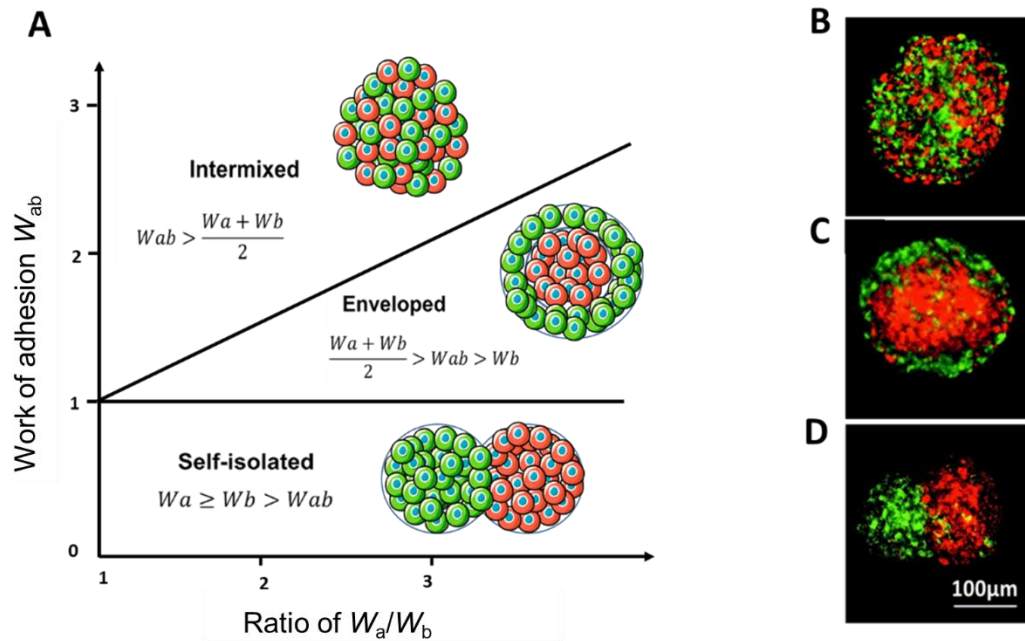 A
Work of adhesion Wab
3
2
1
0
Intermixed
Wab > Wa + Wb / 2
Enveloped
Wa + Wb / 2 > Wab > Wb
Self-isolated
Wa ≥ Wb > Wab
1 2 3
Ratio of Wa/Wb
B
C
D
100µm